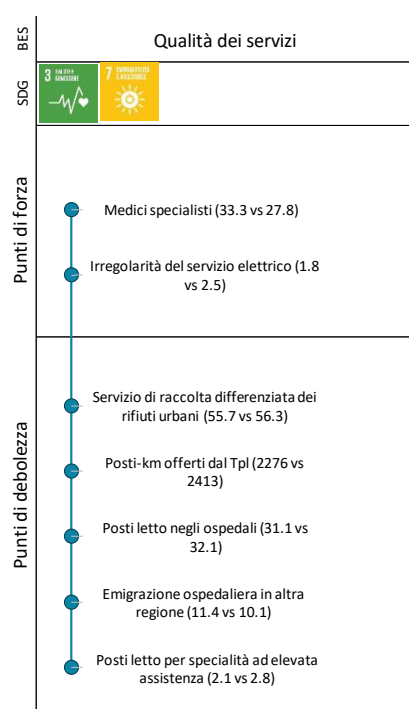 BES
Qualità dei servizi
SDG
3 SALUTE E
BENESSERE
7 ENERGIA PULITA
E ACCESSIBILE
Punti di forza
Medici specialisti (33.3 vs 27.8)
Irregolarità del servizio elettrico (1.8
vs 2.5)
Punti di debolezza
Servizio di raccolta differenziata dei
rifiuti urbani (55.7 vs 56.3)
Posti-km offerti dal Tpl (2276 vs
2413)
Posti letto negli ospedali (31.1 vs
32.1)
Emigrazione ospedaliera in altra
regione (11.4 vs 10.1)
Posti letto per specialità ad elevata
assistenza (2.1 vs 2.8)